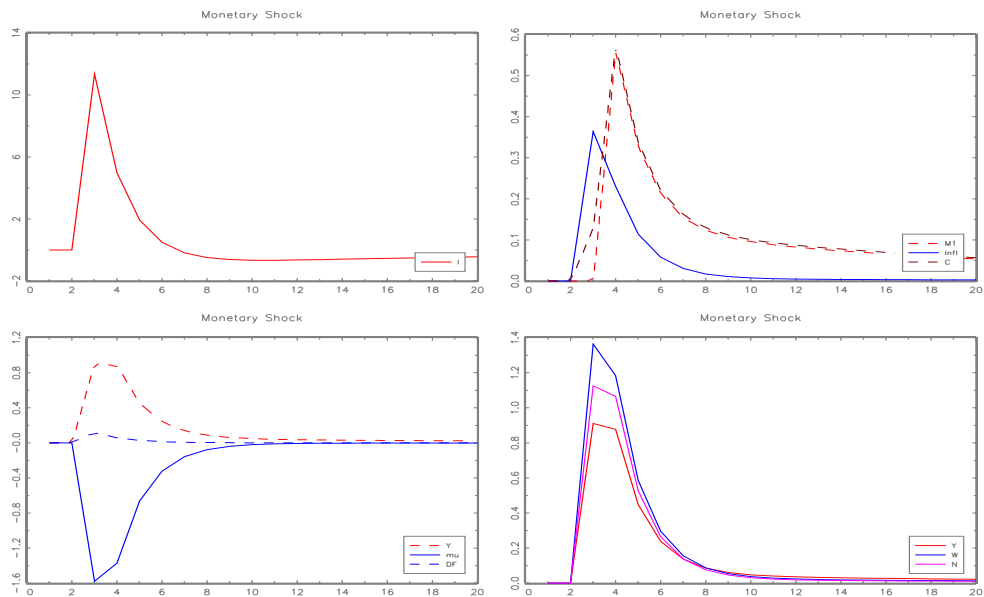 Monetary Shock
14
10
6
2
-2
0 2 4 6 8 10 12 14 16 18 20
I
Monetary Shock
0.6
0.5
0.4
0.3
0.2
0.1
0.0
0 2 4 6 8 10 12 14 16 18 20
M1
Infl
C
Monetary Shock
1.2
0.8
0.4
-0.0
-0.4
-0.8
-1.2
-1.6
0 2 4 6 8 10 12 14 16 18 20
Y
mu
DF
Monetary Shock
1.4
1.2
1.0
0.8
0.6
0.4
0.2
0.0
0 2 4 6 8 10 12 14 16 18 20
Y
W
N